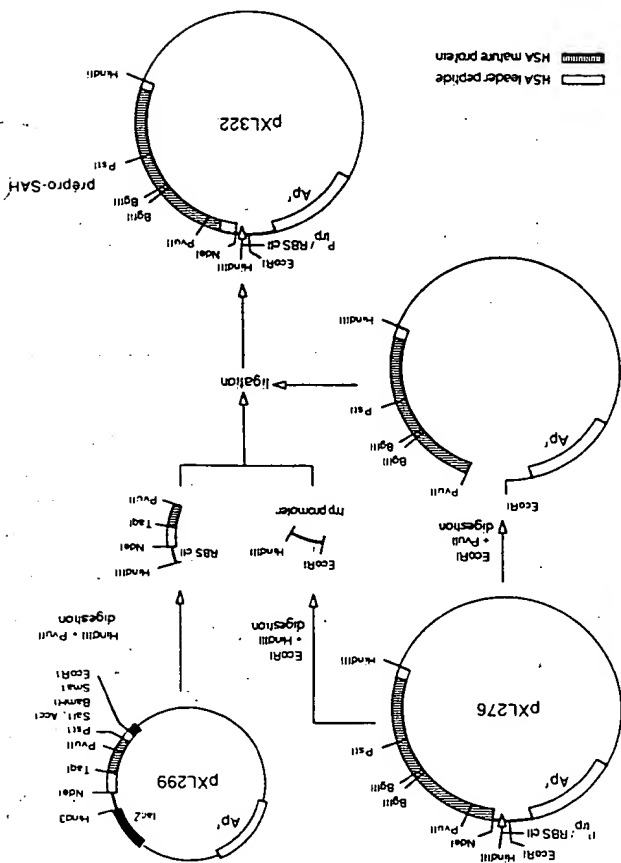 HindIII
EcoRI
P trp / RBS cII
NdeI
PvuII
BglII
BglII
PstI
HindIII
Ap^r
pXL276
Ap^r
lacZ
Hind3
NdeI
TaqI
PvuII
PstI
SalI, AccI
BamHI
SmaI
EcoRI
pXL299
EcoRI
+ PvuII
digestion
EcoRI
+ HindIII
digestion
HindIII + PvuII
digestion
EcoRI
PvuII
BglII
BglII
PstI
HindIII
Ap^r
EcoRI
HindIII
trp promoter
HindIII
RBS cII
NdeI
TaqI
PvuII
ligation
EcoRI
HindIII
P trp / RBS cII
NdeI
PvuII
BglII
BglII
PstI
HindIII
Ap^r
pXL322
prépro-SAH
HSA leader peptide
HSA mature protein